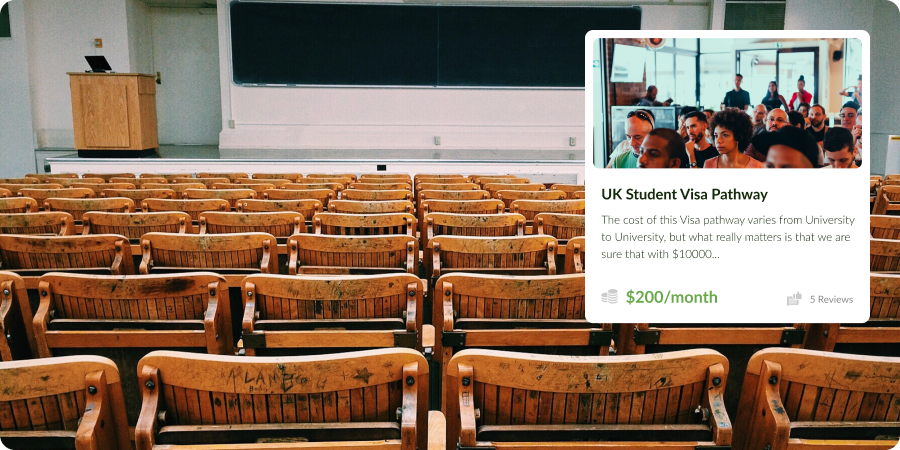 UK Student Visa Pathway
The cost of this Visa pathway varies from University
to University, but what really matters is that we are
sure that with $10000...
$200/month
5 Reviews